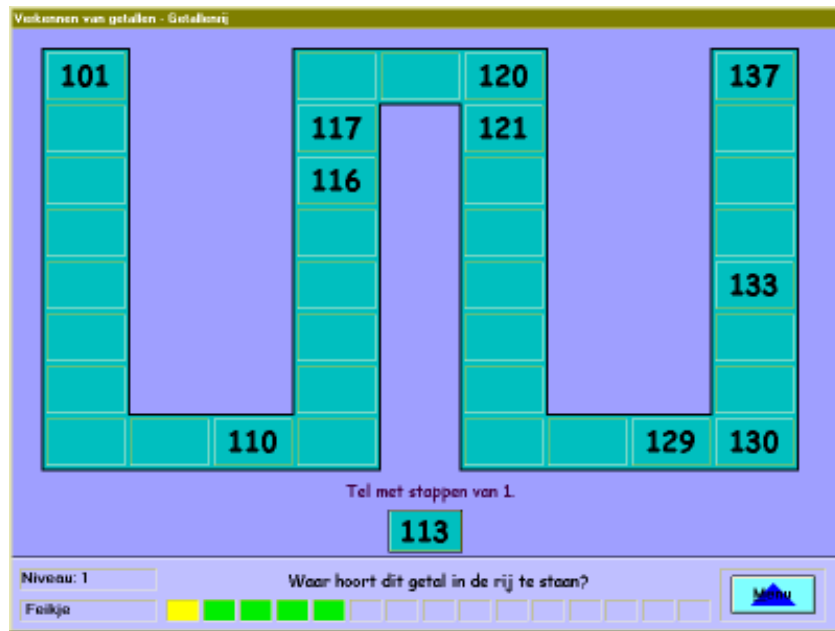 Verkennen van getallen - Getallenrij
101 120 137
117 121
116
133
110 129 130
Tel met stappen van 1.
113
Niveau: 1
Waar hoort dit getal in de rij te staan?
Menu
Feikje